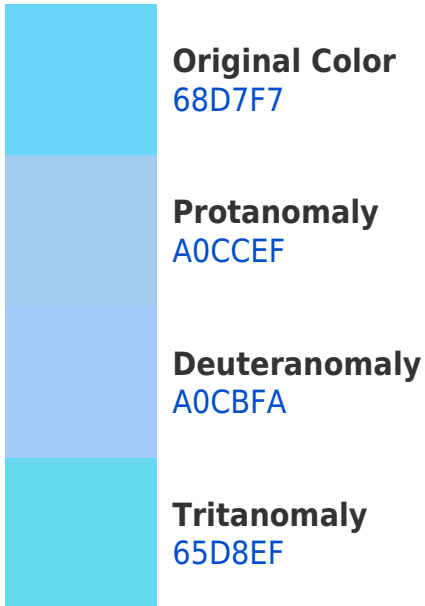 Original Color
68D7F7
Protanomaly
A0CCEF
Deuteranomaly
A0CBFA
Tritanomaly
65D8EF